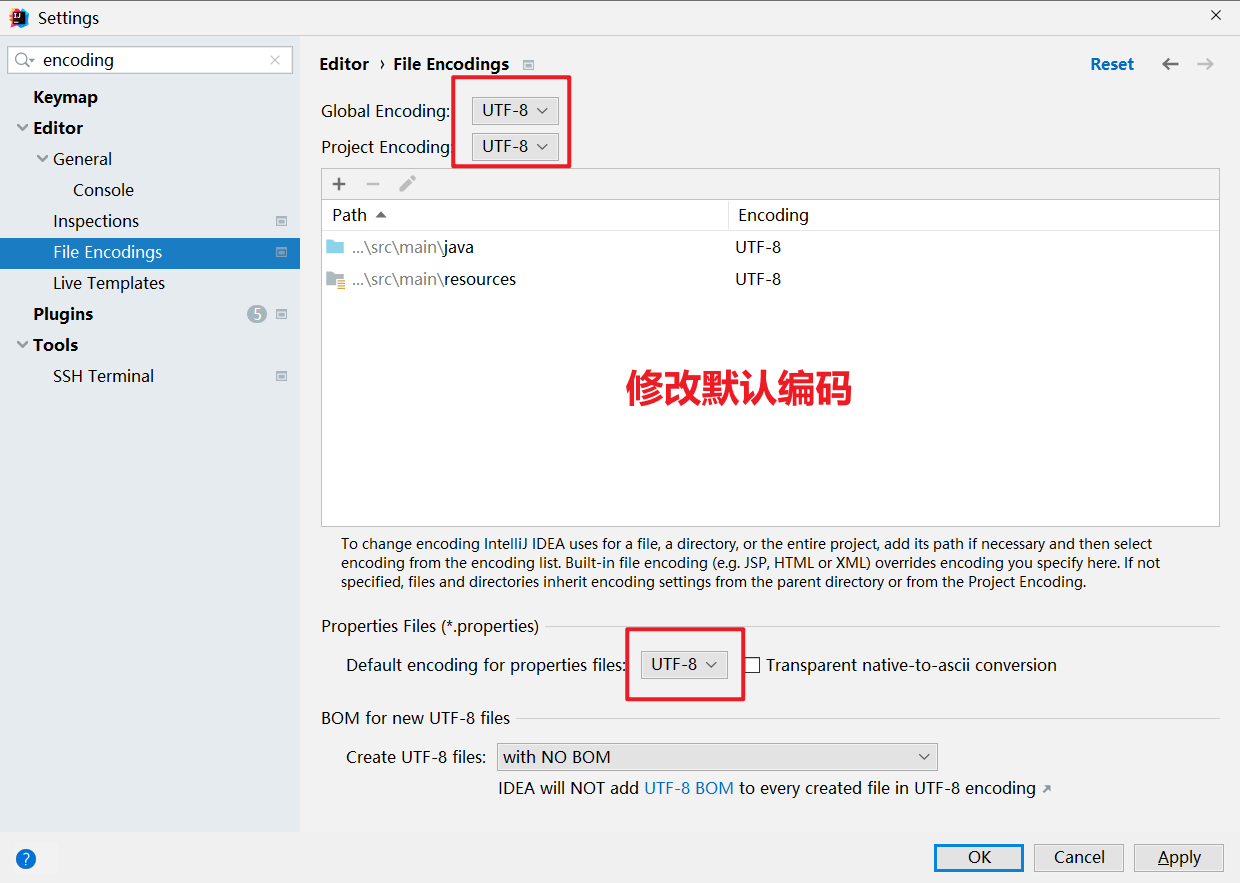 Settings
encoding
Keymap
Editor
General
Console
Inspections
File Encodings
Live Templates
Plugins 5
Tools
SSH Terminal
Editor › File Encodings
Reset
Global Encoding: UTF-8
Project Encoding: UTF-8
Path Encoding
...\src\main\java UTF-8
...\src\main\resources UTF-8
修改默认编码
To change encoding IntelliJ IDEA uses for a file, a directory, or the entire project, add its path if necessary and then select
encoding from the encoding list. Built-in file encoding (e.g. JSP, HTML or XML) overrides encoding you specify here. If not
specified, files and directories inherit encoding settings from the parent directory or from the Project Encoding.
Properties Files (*.properties)
Default encoding for properties files: UTF-8 Transparent native-to-ascii conversion
BOM for new UTF-8 files
Create UTF-8 files: with NO BOM
IDEA will NOT add UTF-8 BOM to every created file in UTF-8 encoding
? OK Cancel Apply